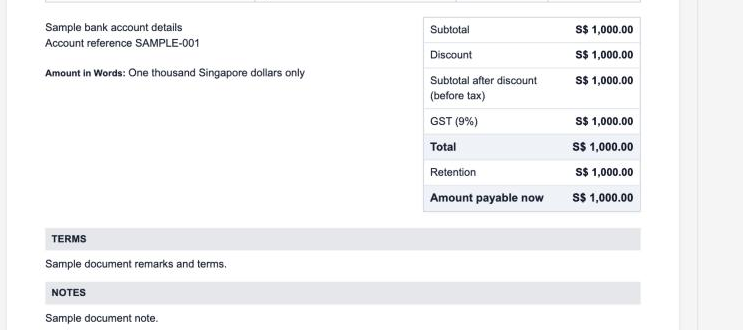 Sample bank account details
Account reference SAMPLE-001
Amount in Words: One thousand Singapore dollars only
Subtotal S$ 1,000.00
Discount S$ 1,000.00
Subtotal after discount S$ 1,000.00
(before tax)
GST (9%) S$ 1,000.00
Total S$ 1,000.00
Retention S$ 1,000.00
Amount payable now S$ 1,000.00
TERMS
Sample document remarks and terms.
NOTES
Sample document note.